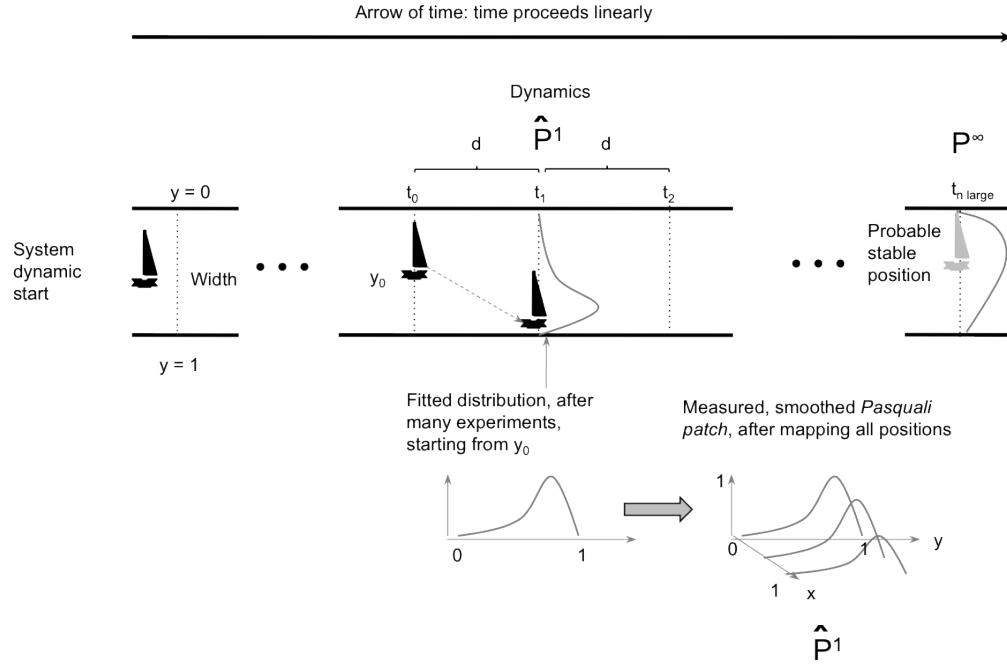 Arrow of time: time proceeds linearly
Dynamics
P̂¹
P^∞
d
d
y = 0
t₀
t₁
t₂
t_{n large}
System
dynamic
start
Width
y₀
Probable
stable
position
y = 1
Fitted distribution, after
many experiments,
starting from y₀
Measured, smoothed Pasquali
patch, after mapping all positions
0
1
1
0
1
y
1
x
P̂¹